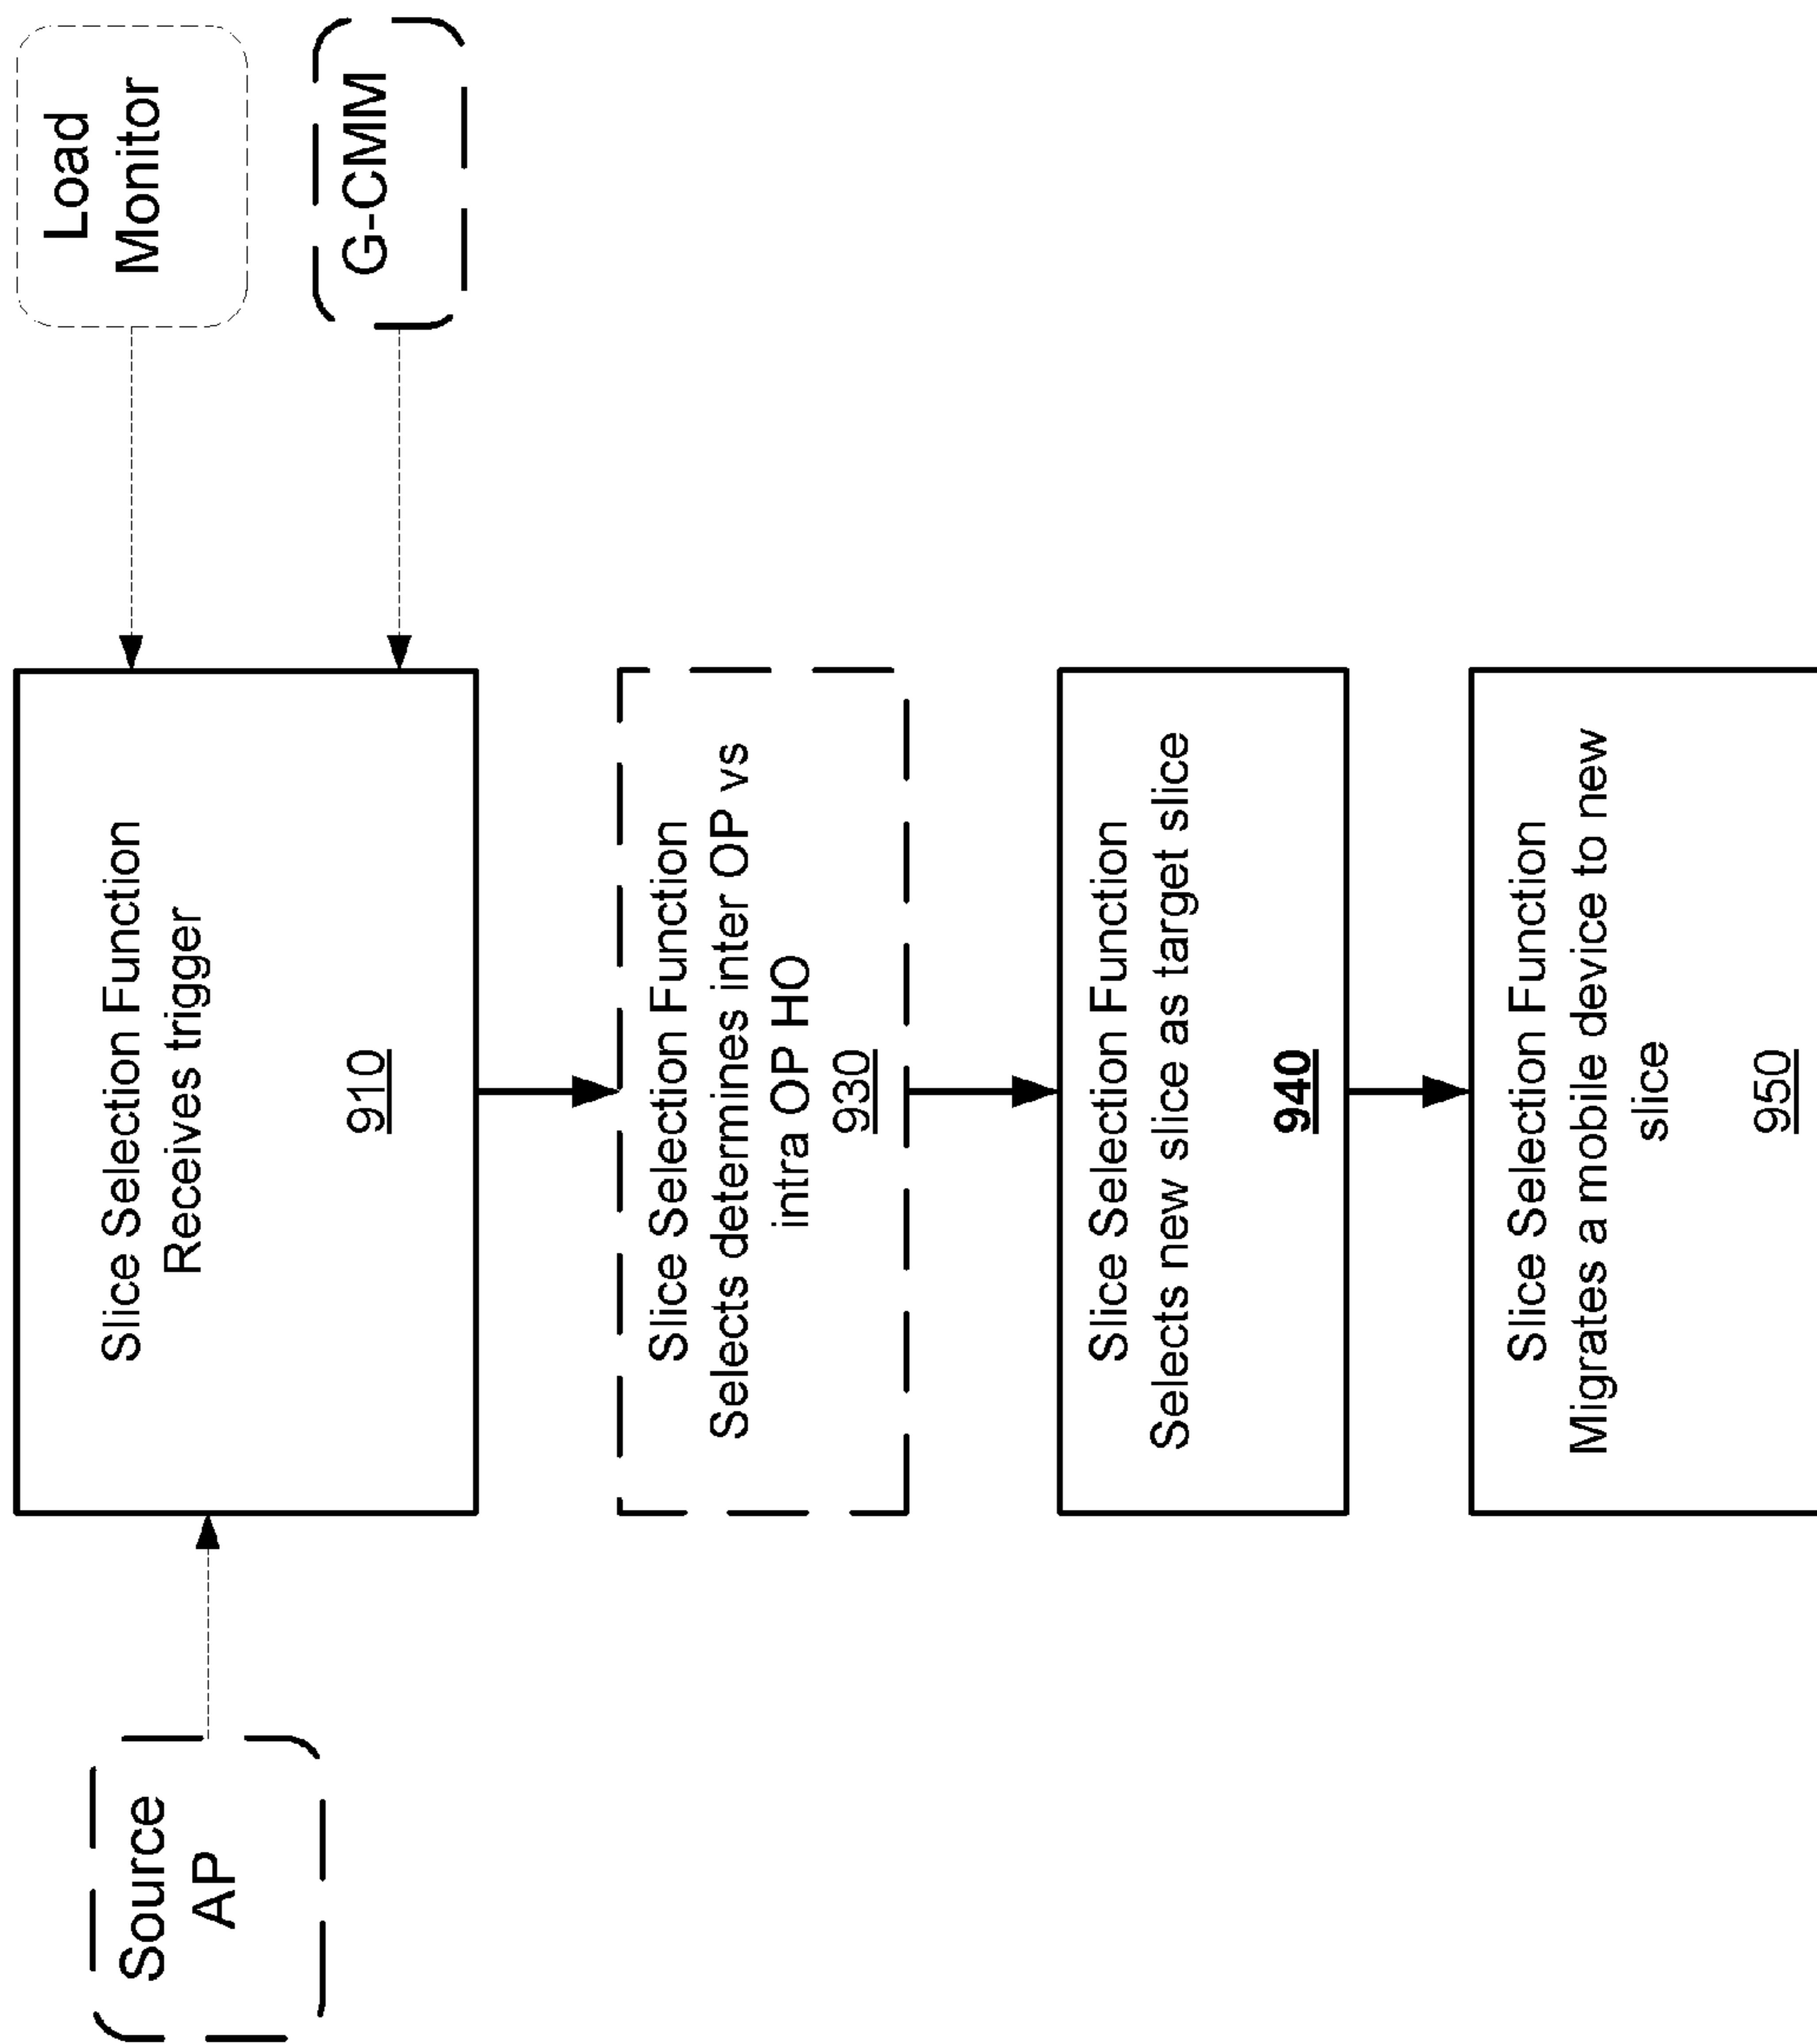 Source
AP
Slice Selection Function
Receives trigger
910
Load
Monitor
G-CMM
Slice Selection Function
Selects determines inter OP vs
intra OP HO
930
Slice Selection Function
Selects new slice as target slice
940
Slice Selection Function
Migrates a mobile device to new
slice
950